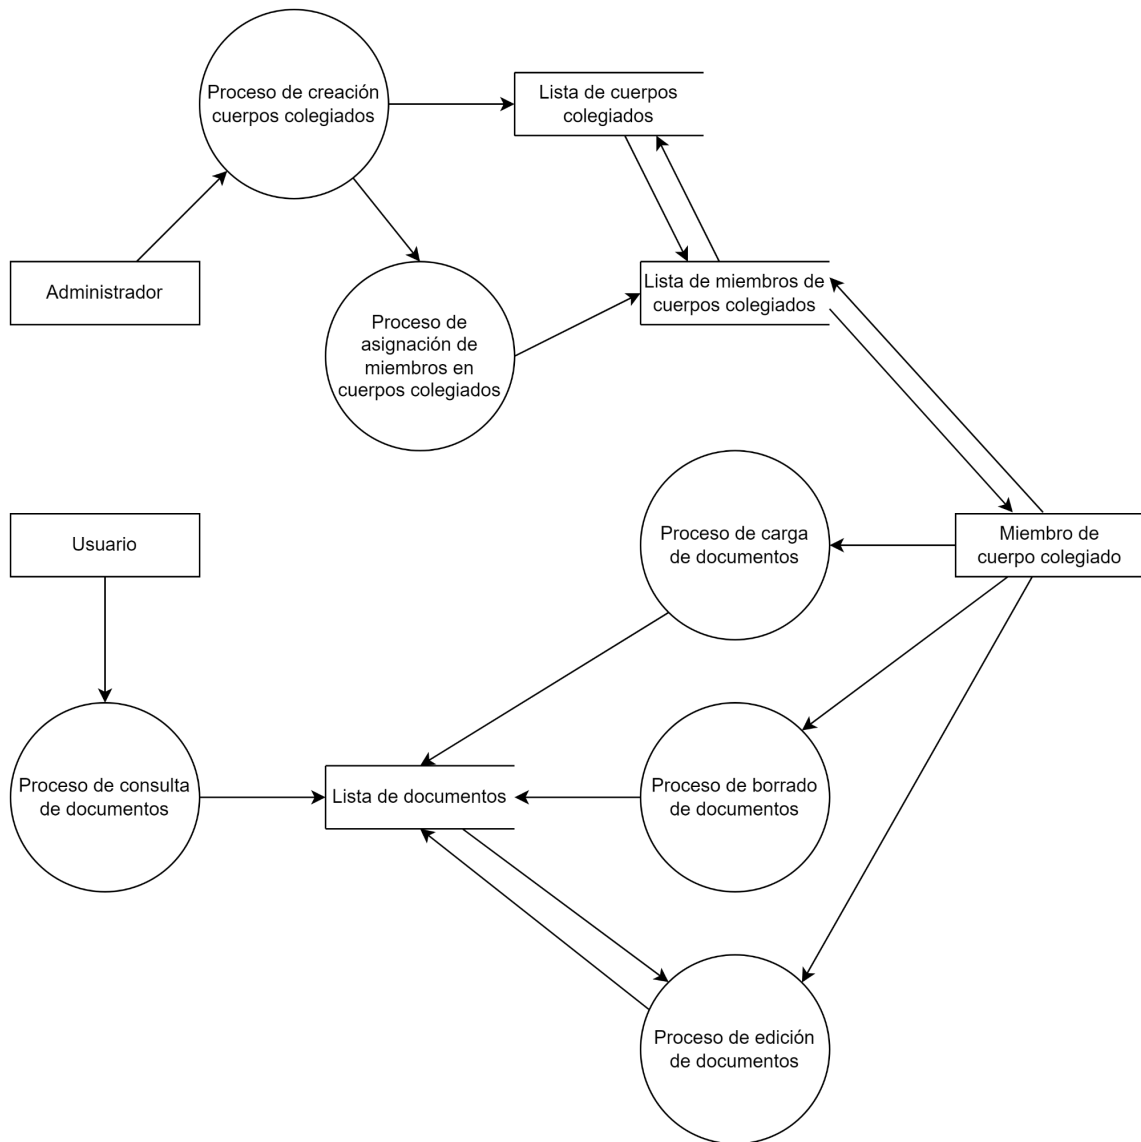 Proceso de creación
cuerpos colegiados
Lista de cuerpos
colegiados
Administrador
Lista de miembros de
cuerpos colegiados
Proceso de
asignación de
miembros en
cuerpos colegiados
Usuario
Proceso de carga
de documentos
Miembro de
cuerpo colegiado
Proceso de consulta
de documentos
Lista de documentos
Proceso de borrado
de documentos
Proceso de edición
de documentos